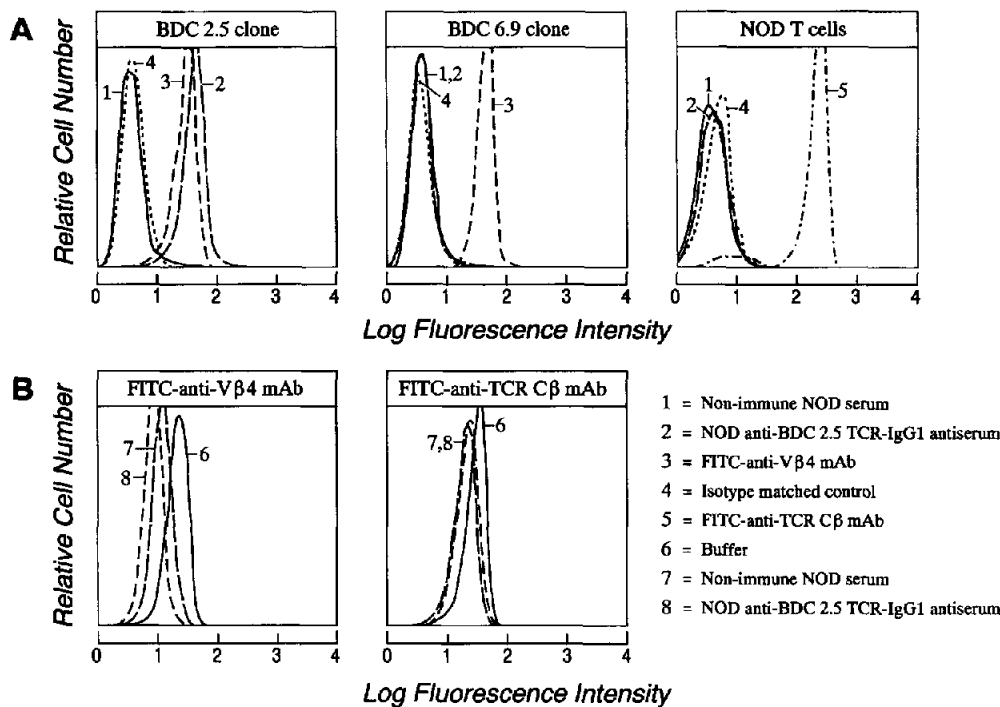 A
BDC 2.5 clone
BDC 6.9 clone
NOD T cells
Relative Cell Number
1
4
3
2
1,2
4
3
1
2
4
5
0 1 2 3 4
0 1 2 3 4
0 1 2 3 4
Log Fluorescence Intensity
B
FITC-anti-Vβ4 mAb
FITC-anti-TCR Cβ mAb
Relative Cell Number
7
8
6
7,8
6
0 1 2 3 4
0 1 2 3 4
Log Fluorescence Intensity
1 = Non-immune NOD serum
2 = NOD anti-BDC 2.5 TCR-IgG1 antiserum
3 = FITC-anti-Vβ4 mAb
4 = Isotype matched control
5 = FITC-anti-TCR Cβ mAb
6 = Buffer
7 = Non-immune NOD serum
8 = NOD anti-BDC 2.5 TCR-IgG1 antiserum